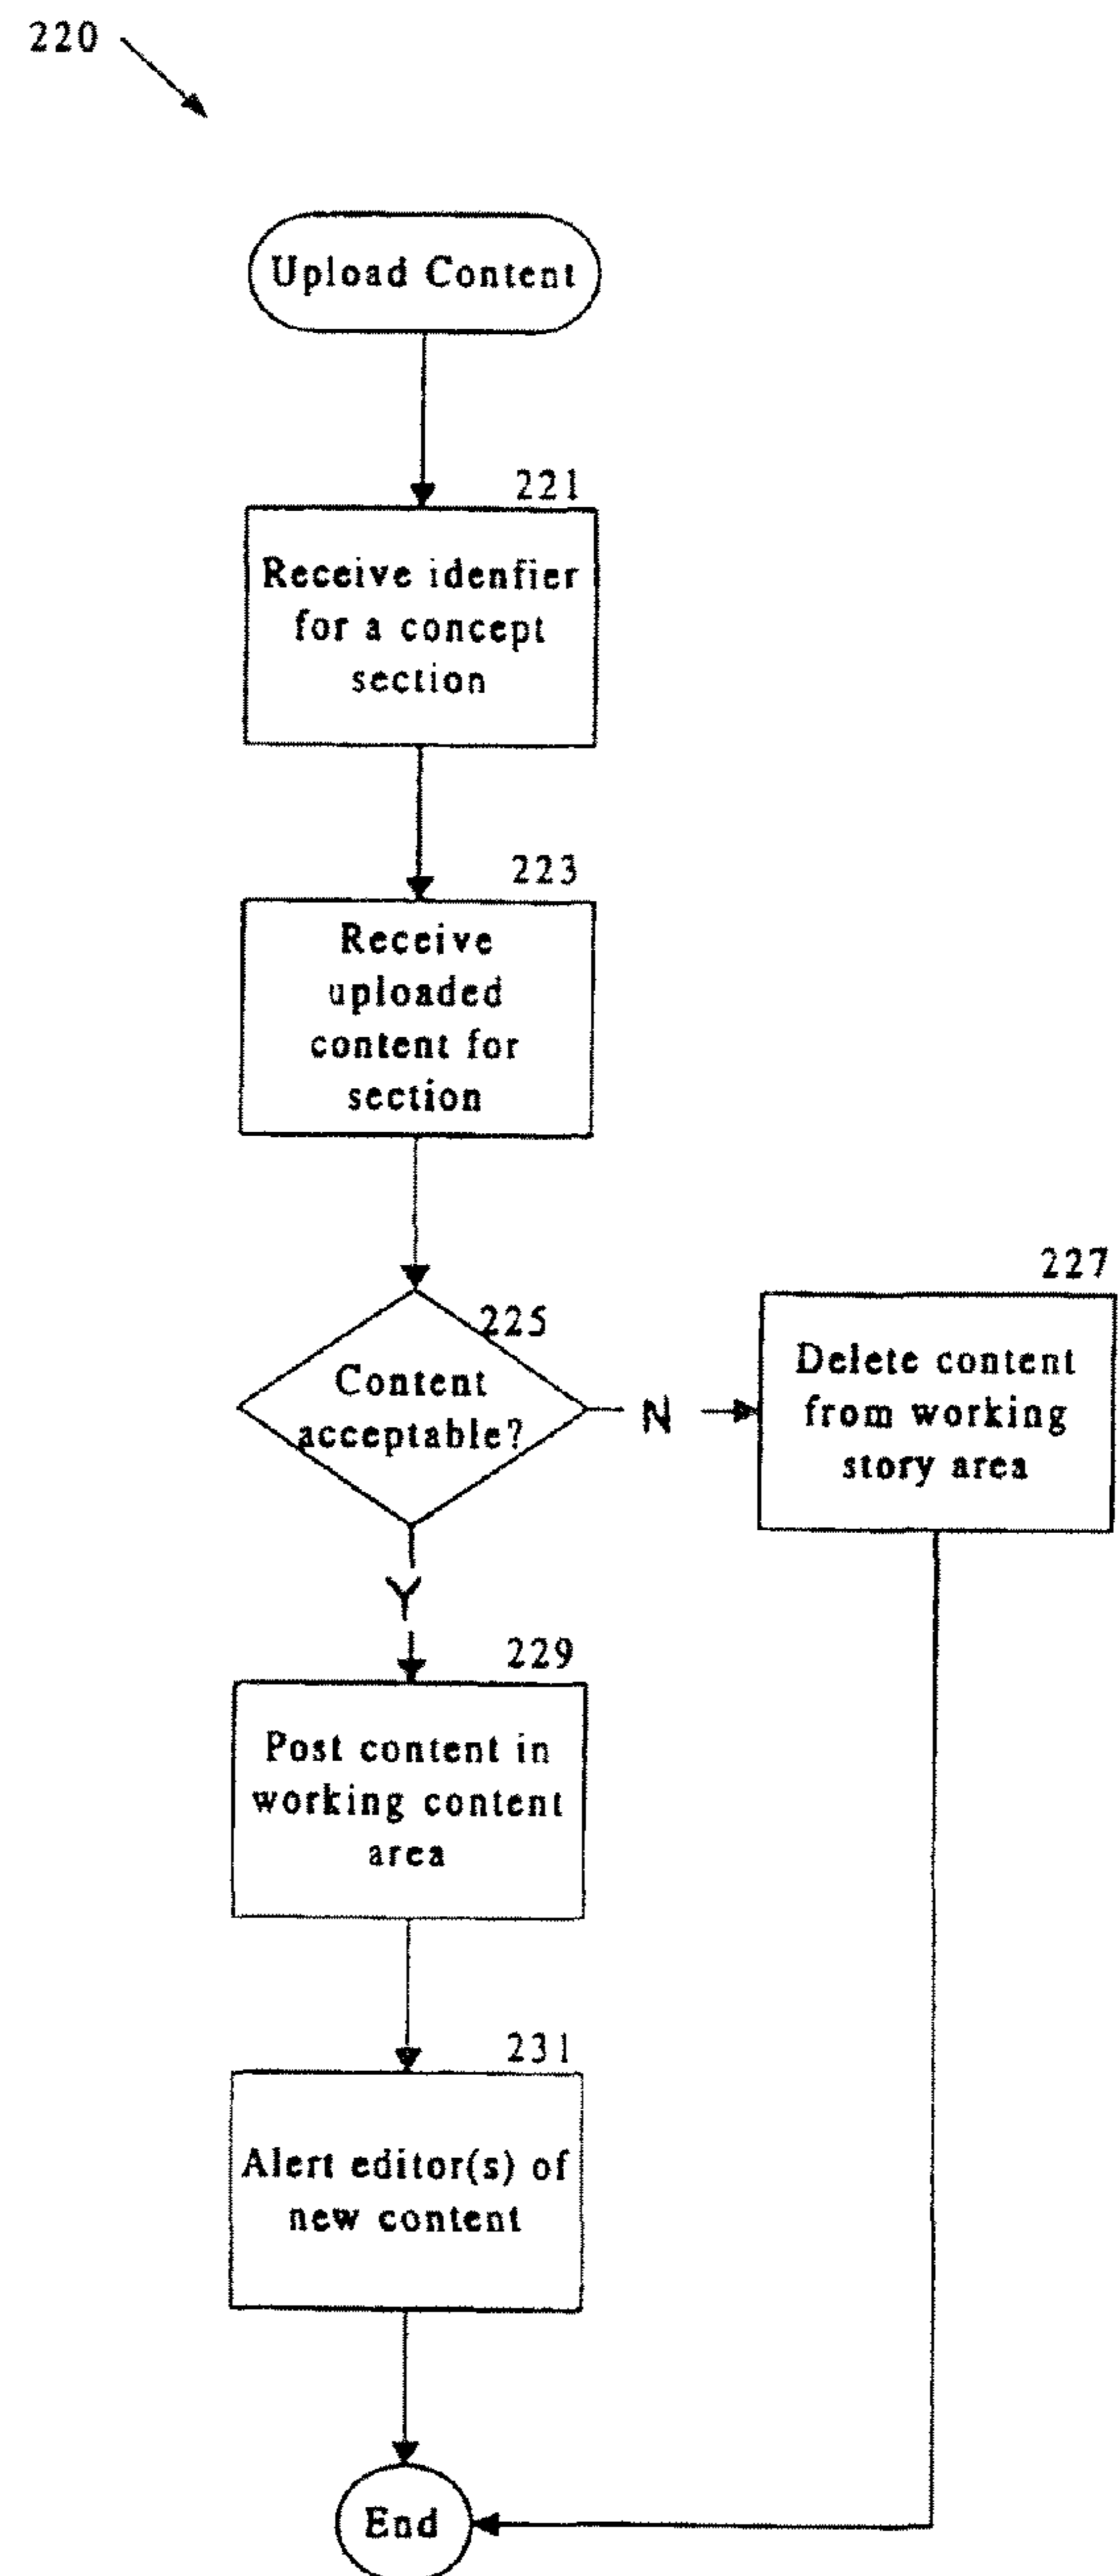 220
Upload Content
221
Receive idenfier
for a concept
section
223
Receive
uploaded
content for
section
225
Content
acceptable?
N
227
Delete content
from working
story area
Y
229
Post content in
working content
area
231
Alert editor(s) of
new content
End